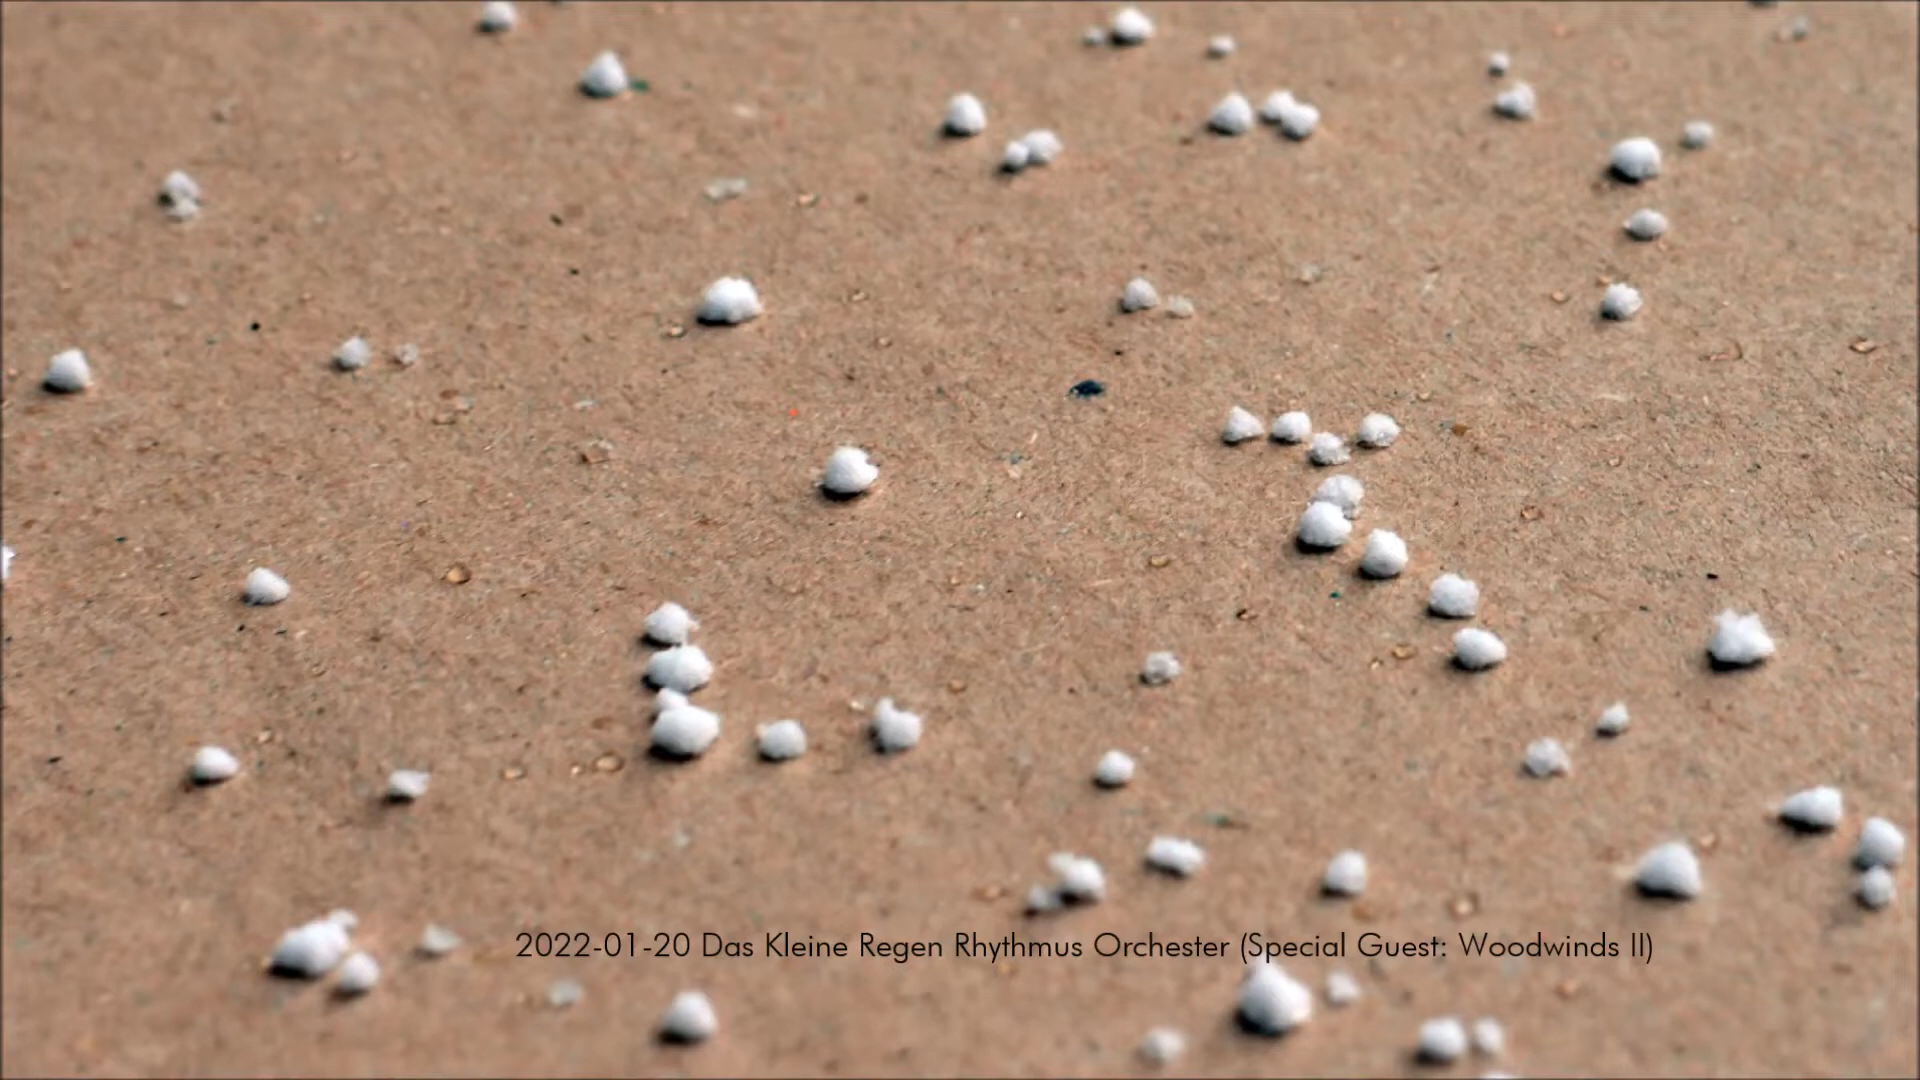 2022-01-20 Das Kleine Regen Rhythmus Orchester (Special Guest: Woodwinds II)